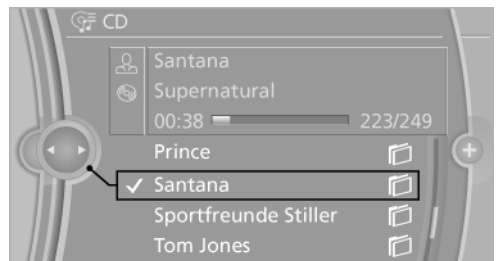 CD
Santana
Supernatural
00:38 223/249
Prince
Santana
Sportfreunde Stiller
Tom Jones